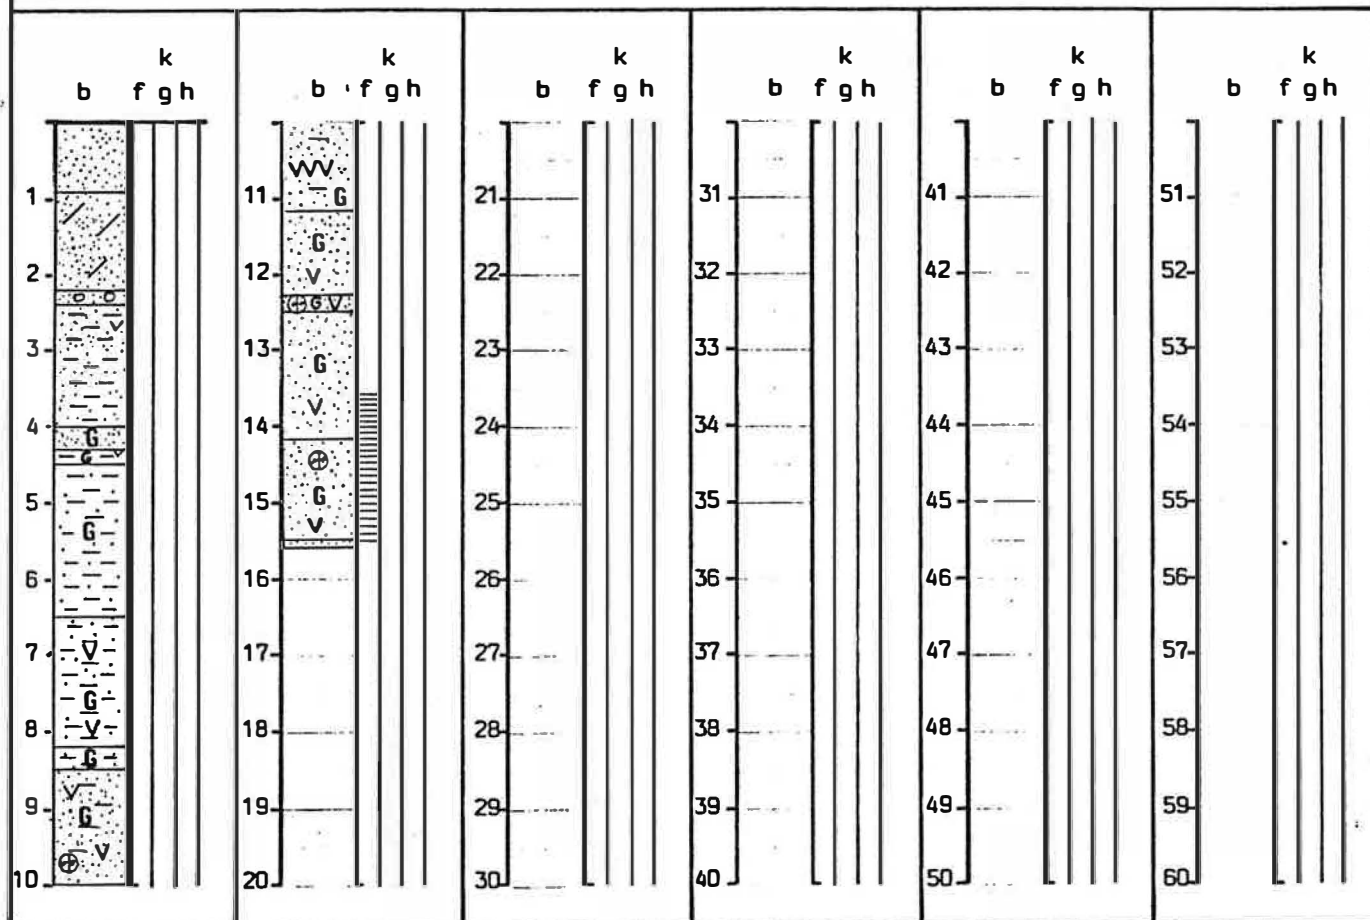 k k k k k k
b f g h b f g h b f g h b f g h b f g h b f g h
1 11 21 31 41 51
G
G
2 12 22 32 42 52
V
G V
V
3 13 23 33 43 53
G
V
4 14 24 34 44 54
G
G V
5 15 25 35 45 55
G
G
V
6 16 26 36 46 56
7 17 27 37 47 57
V
G
8 18 28 38 48 58
V
G
9 19 29 39 49 59
V
G
V
10 20 30 40 50 60